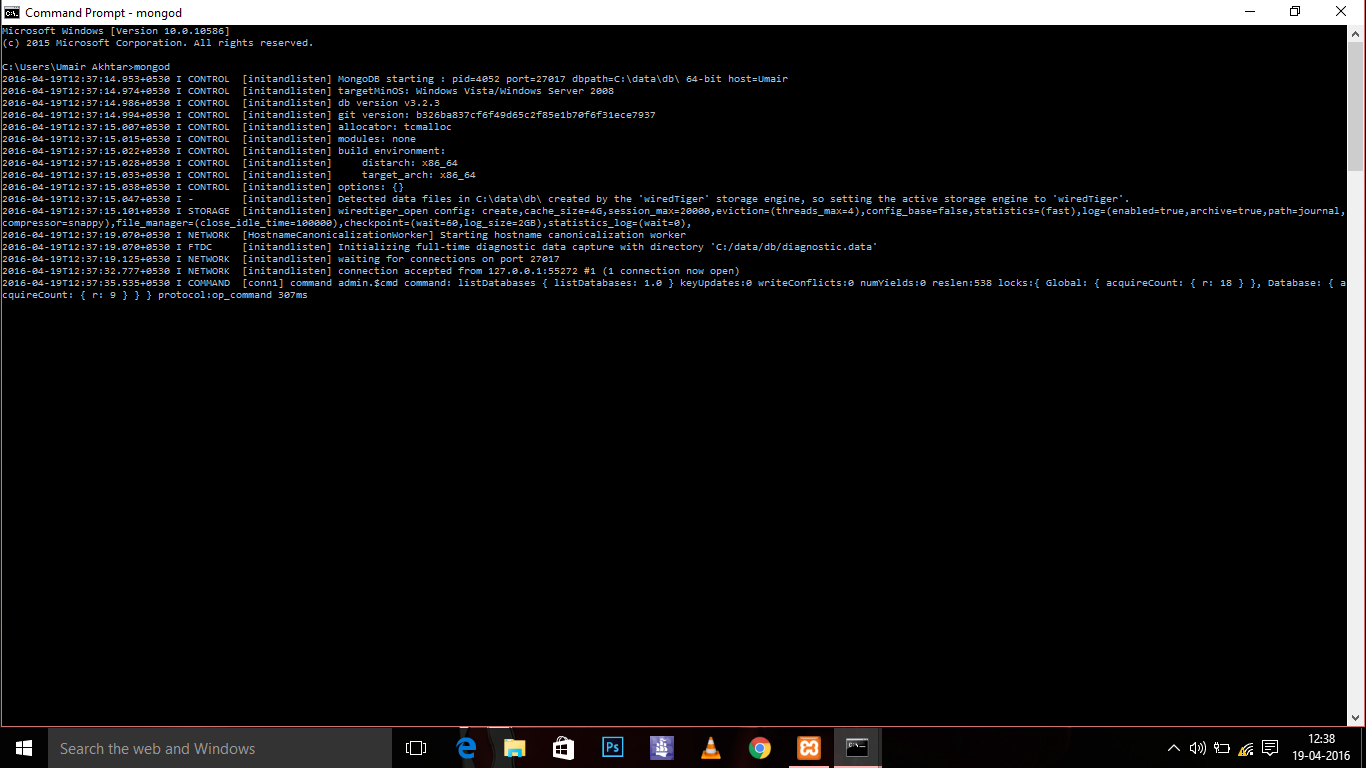 Command Prompt - mongod
Microsoft Windows [Version 10.0.10586]
(c) 2015 Microsoft Corporation. All rights reserved.
C:\Users\Umair Akhtar>mongod
2016-04-19T12:37:14.953+0530 I CONTROL  [initandlisten] MongoDB starting : pid=4052 port=27017 dbpath=C:\data\db\ 64-bit host=Umair
2016-04-19T12:37:14.974+0530 I CONTROL  [initandlisten] targetMinOS: Windows Vista/Windows Server 2008
2016-04-19T12:37:14.986+0530 I CONTROL  [initandlisten] db version v3.2.3
2016-04-19T12:37:14.994+0530 I CONTROL  [initandlisten] git version: b326ba837cf6f49d65c2f85e1b70f6f31ece7937
2016-04-19T12:37:15.007+0530 I CONTROL  [initandlisten] allocator: tcmalloc
2016-04-19T12:37:15.015+0530 I CONTROL  [initandlisten] modules: none
2016-04-19T12:37:15.022+0530 I CONTROL  [initandlisten] build environment:
2016-04-19T12:37:15.028+0530 I CONTROL  [initandlisten]     distarch: x86_64
2016-04-19T12:37:15.033+0530 I CONTROL  [initandlisten]     target_arch: x86_64
2016-04-19T12:37:15.038+0530 I CONTROL  [initandlisten] options: {}
2016-04-19T12:37:15.047+0530 I -        [initandlisten] Detected data files in C:\data\db\ created by the 'wiredTiger' storage engine, so setting the active storage engine to 'wiredTiger'.
2016-04-19T12:37:15.101+0530 I STORAGE  [initandlisten] wiredtiger_open config: create,cache_size=4G,session_max=20000,eviction=(threads_max=4),config_base=false,statistics=(fast),log=(enabled=true,archive=true,path=journal,
compressor=snappy),file_manager=(close_idle_time=100000),checkpoint=(wait=60,log_size=2GB),statistics_log=(wait=0),
2016-04-19T12:37:19.070+0530 I NETWORK  [HostnameCanonicalizationWorker] Starting hostname canonicalization worker
2016-04-19T12:37:19.070+0530 I FTDC     [initandlisten] Initializing full-time diagnostic data capture with directory 'C:/data/db/diagnostic.data'
2016-04-19T12:37:19.125+0530 I NETWORK  [initandlisten] waiting for connections on port 27017
2016-04-19T12:37:32.777+0530 I NETWORK  [initandlisten] connection accepted from 127.0.0.1:55272 #1 (1 connection now open)
2016-04-19T12:37:35.535+0530 I COMMAND  [conn1] command admin.$cmd command: listDatabases { listDatabases: 1.0 } keyUpdates:0 writeConflicts:0 numYields:0 reslen:538 locks:{ Global: { acquireCount: { r: 18 } }, Database: { a
cquireCount: { r: 9 } } } protocol:op_command 307ms
Search the web and Windows
Ps
12:38
19-04-2016